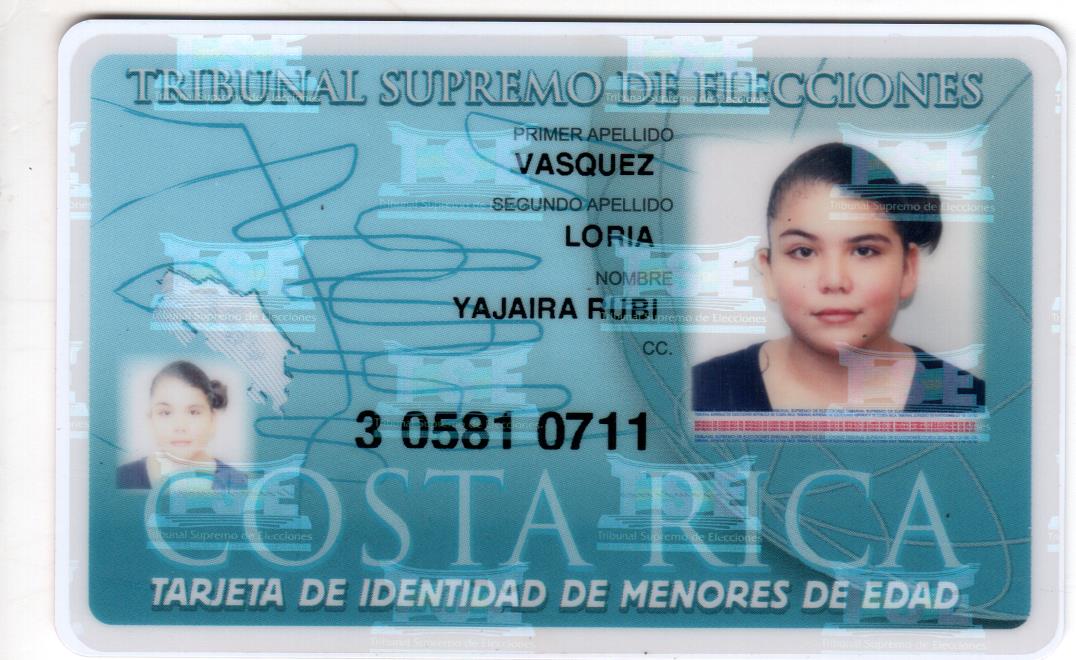 TRIBUNAL SUPREMO DE ELECCIONES
PRIMER APELLIDO
VASQUEZ
SEGUNDO APELLIDO
LORIA
NOMBRE
YAJAIRA RUBI
CC.
3 0581 0711
COSTA RICA
TARJETA DE IDENTIDAD DE MENORES DE EDAD
TSE
Tribunal Supremo de Elecciones